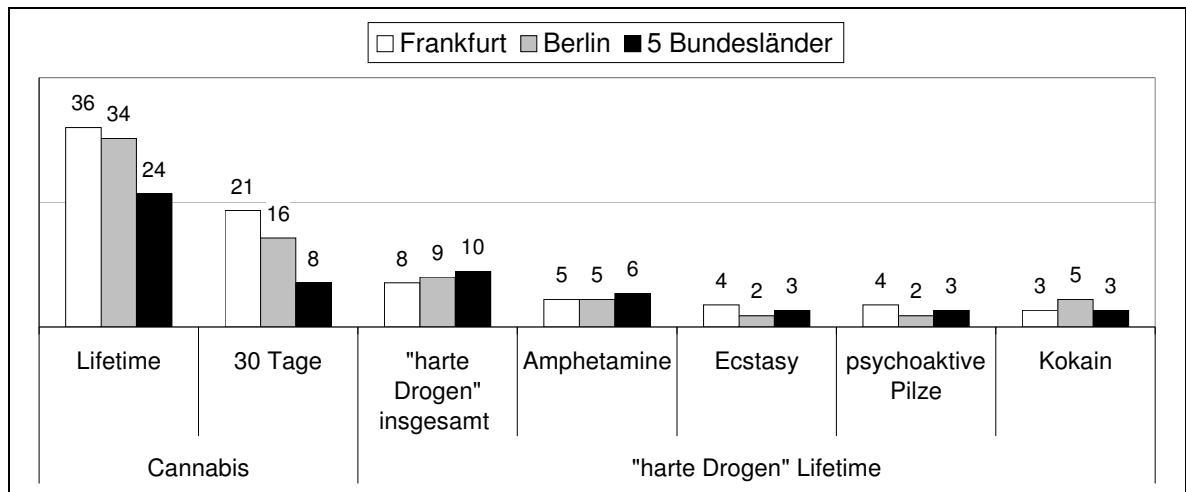 Frankfurt Berlin 5 Bundesländer
36 34 24
21 16 8
8 9 10
5 5 6
4 2 3
4 2 3
3 5 3
Lifetime
30 Tage
"harte
Drogen"
insgesamt
Amphetamine
Ecstasy
psychoaktive
Pilze
Kokain
Cannabis
"harte Drogen" Lifetime